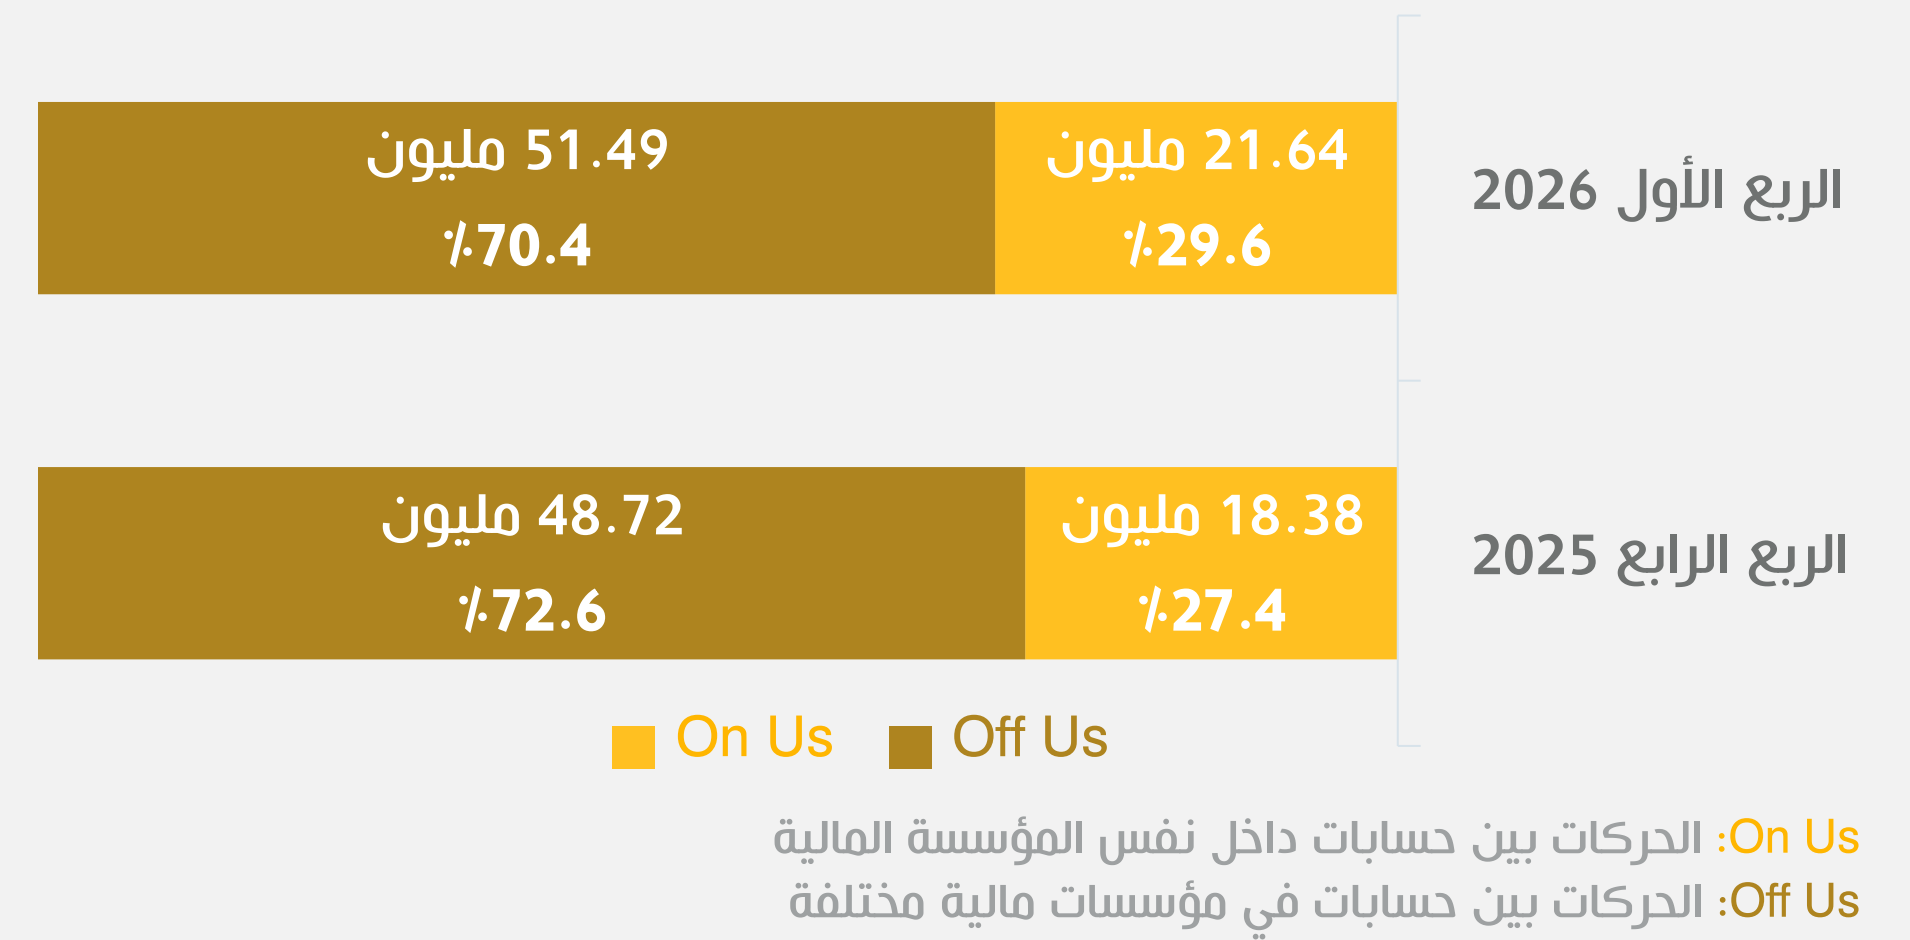 الربع الأول 2026
21.64 مليون
29.6٪
51.49 مليون
70.4٪
الربع الرابع 2025
18.38 مليون
27.4٪
48.72 مليون
72.6٪
On Us
Off Us
On Us: الحركات بين حسابات داخل نفس المؤسسة المالية
Off Us: الحركات بين حسابات في مؤسسات مالية مختلفة